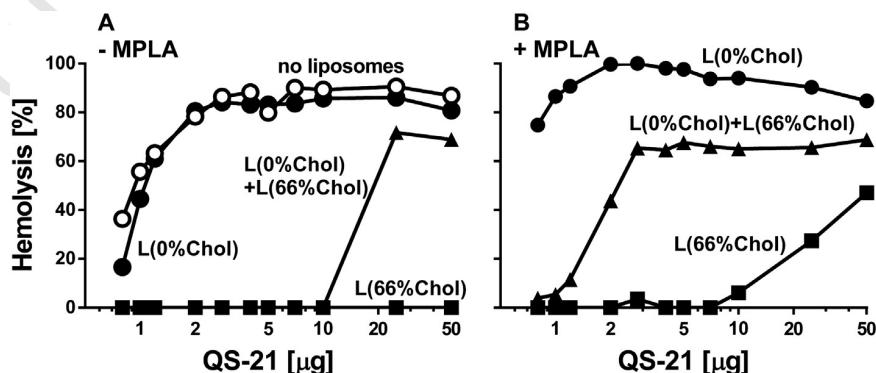 A
- MPLA
no liposomes
100
80
60
40
20
0
Hemolysis [%]
L(0%Chol)
+L(66%Chol)
L(0%Chol)
L(66%Chol)
1
2
5
10
20
50
QS-21 [μg]
B
+ MPLA
L(0%Chol)
L(0%Chol)+L(66%Chol)
L(66%Chol)
1
2
5
10
20
50
QS-21 [μg]